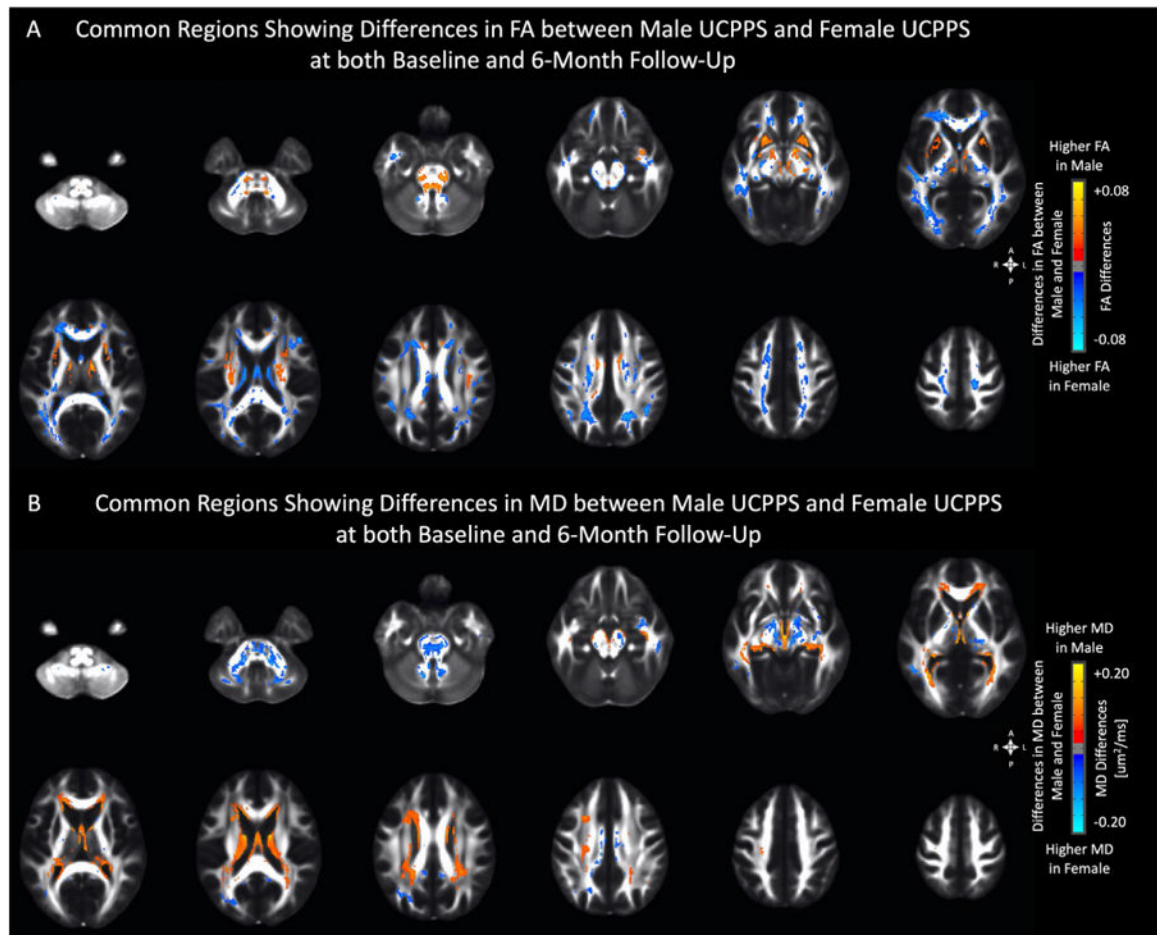 A Common Regions Showing Differences in FA between Male UCPPS and Female UCPPS
at both Baseline and 6-Month Follow-Up
Higher FA
in Male
Differences in FA between
Male and Female
+0.08
FA Differences
-0.08
Higher FA
in Female
A
R L
P
B Common Regions Showing Differences in MD between Male UCPPS and Female UCPPS
at both Baseline and 6-Month Follow-Up
Higher MD
in Male
Differences in MD between
Male and Female
+0.20
MD Differences
[um²/ms]
-0.20
Higher MD
in Female
A
R L
P